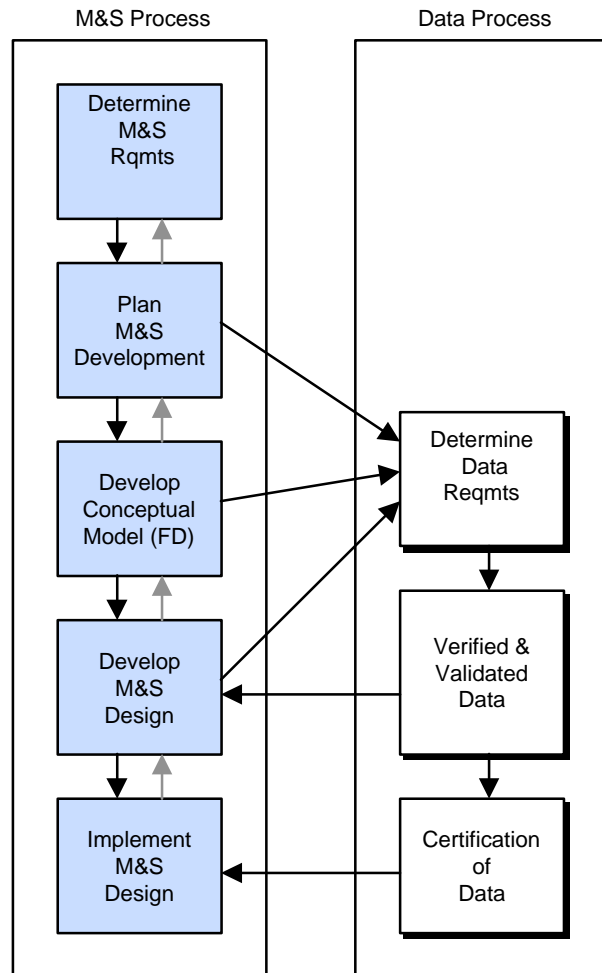 M&S Process
Data Process
Determine
M&S
Rqmts
Plan
M&S
Development
Develop
Conceptual
Model (FD)
Develop
M&S
Design
Implement
M&S
Design
Determine
Data
Reqmts
Verified &
Validated
Data
Certification
of
Data